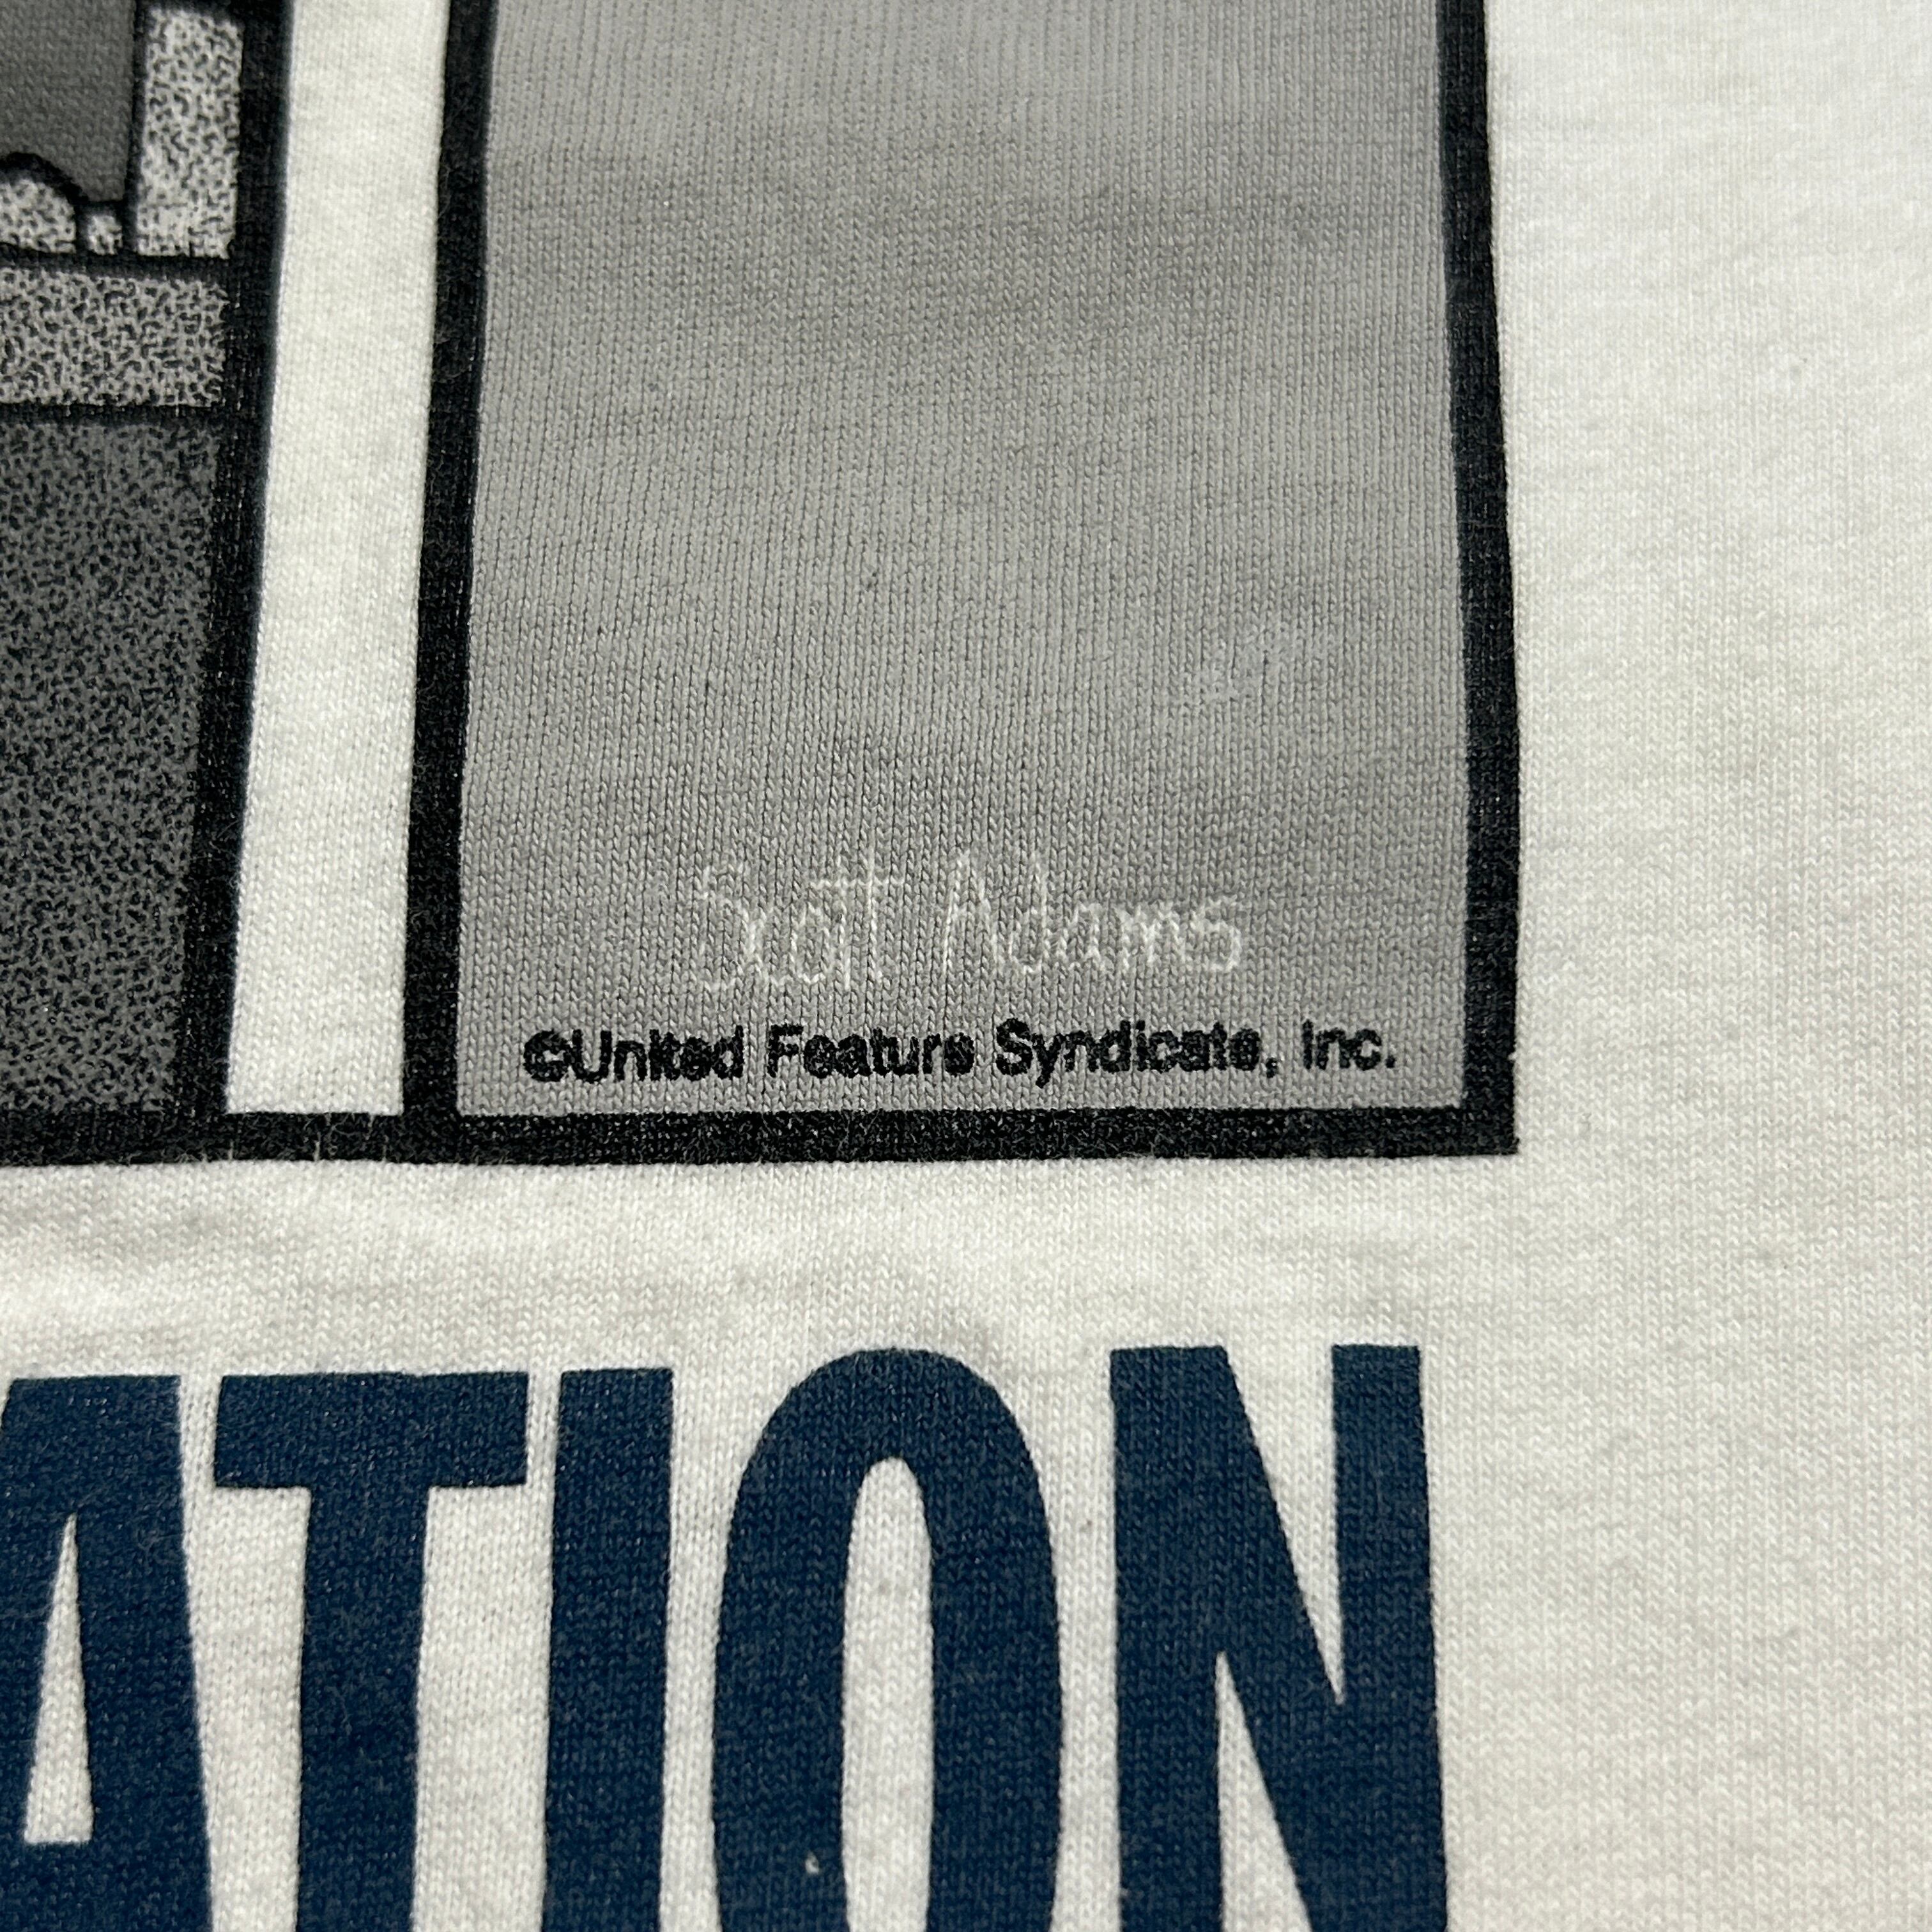 Scott Adams
©United Feature Syndicate, Inc.
ATION